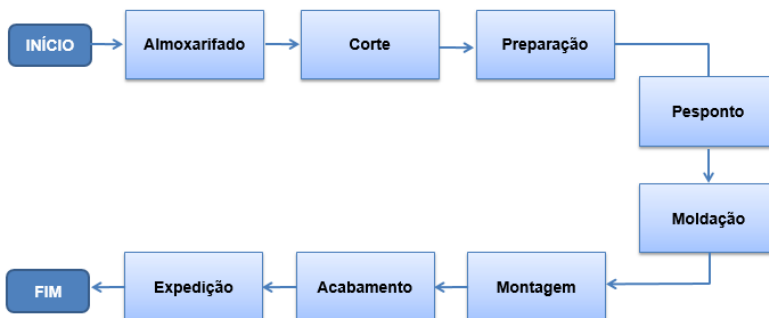 INÍCIO
Almoxarifado
Corte
Preparação
Pesponto
Moldação
Montagem
Acabamento
Expedição
FIM